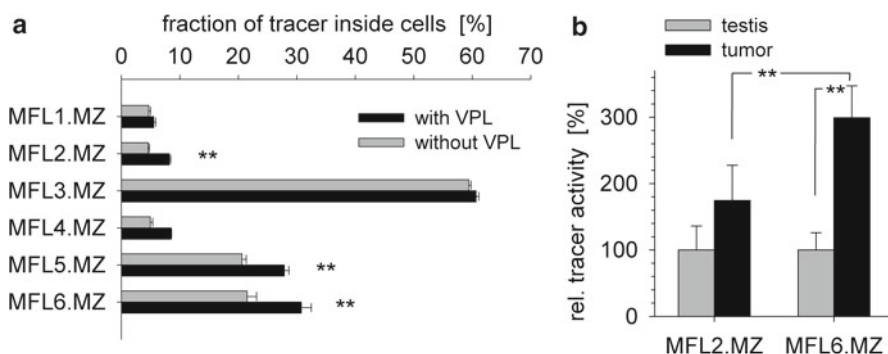 a
fraction of tracer inside cells [%]
0 10 20 30 40 50 60 70
MFL1.MZ
MFL2.MZ
**
MFL3.MZ
MFL4.MZ
MFL5.MZ
**
MFL6.MZ
**
with VPL
without VPL
b
testis
tumor
rel. tracer activity [%]
300
200
100
0
**
**
MFL2.MZ MFL6.MZ